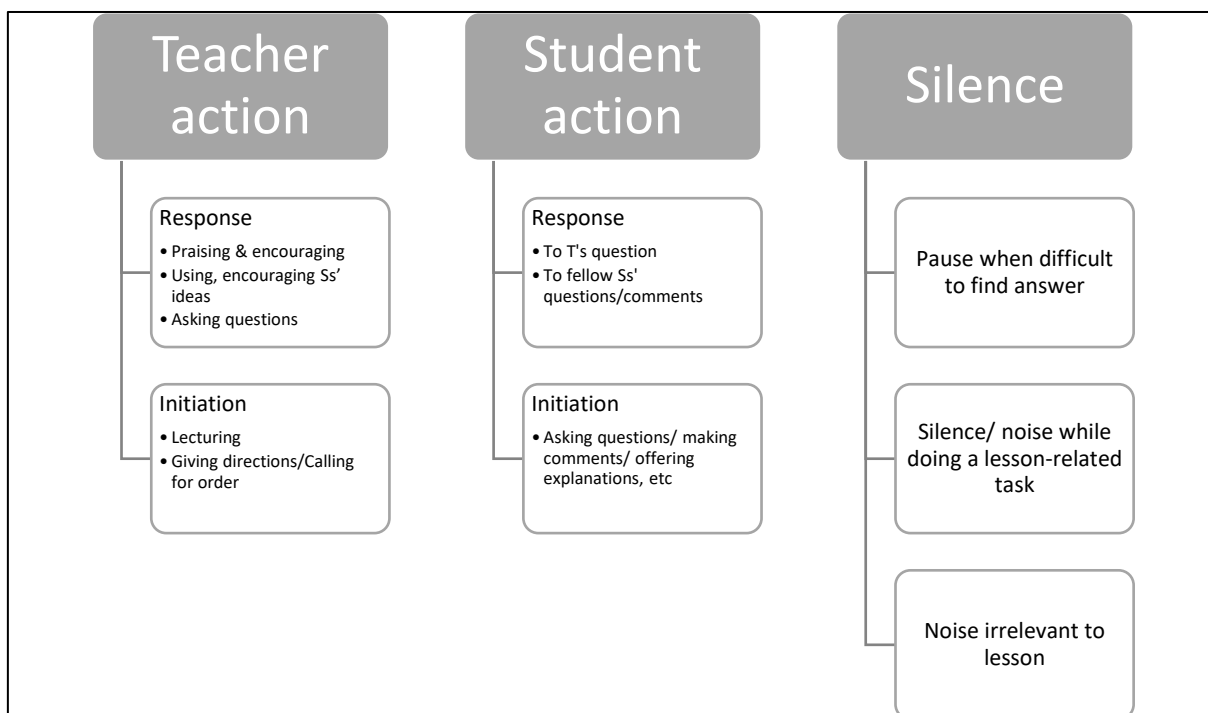 Teacher
action
Response
• Praising & encouraging
• Using, encouraging Ss’
ideas
• Asking questions
Initiation
• Lecturing
• Giving directions/Calling
for order
Student
action
Response
• To T's question
• To fellow Ss'
questions/comments
Initiation
• Asking questions/ making
comments/ offering
explanations, etc
Silence
Pause when difficult
to find answer
Silence/ noise while
doing a lesson-related
task
Noise irrelevant to
lesson